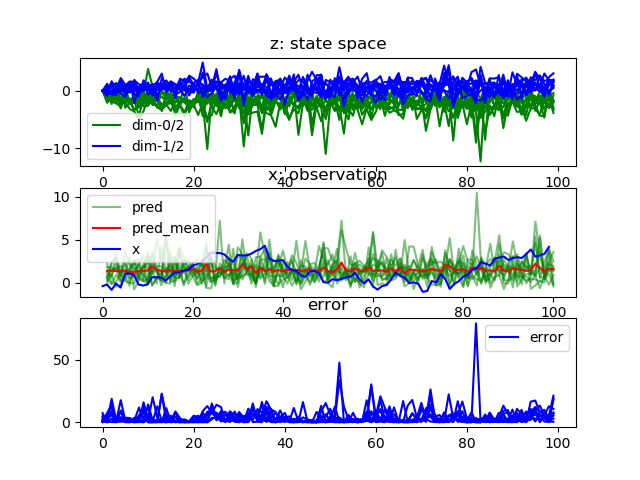 z: state space
0
−10
dim-0/2
dim-1/2
0 20 40 60 80 100
x: observation
10
5
0
pred
pred_mean
x
0 20 40 60 80 100
error
50
0
error
0 20 40 60 80 100